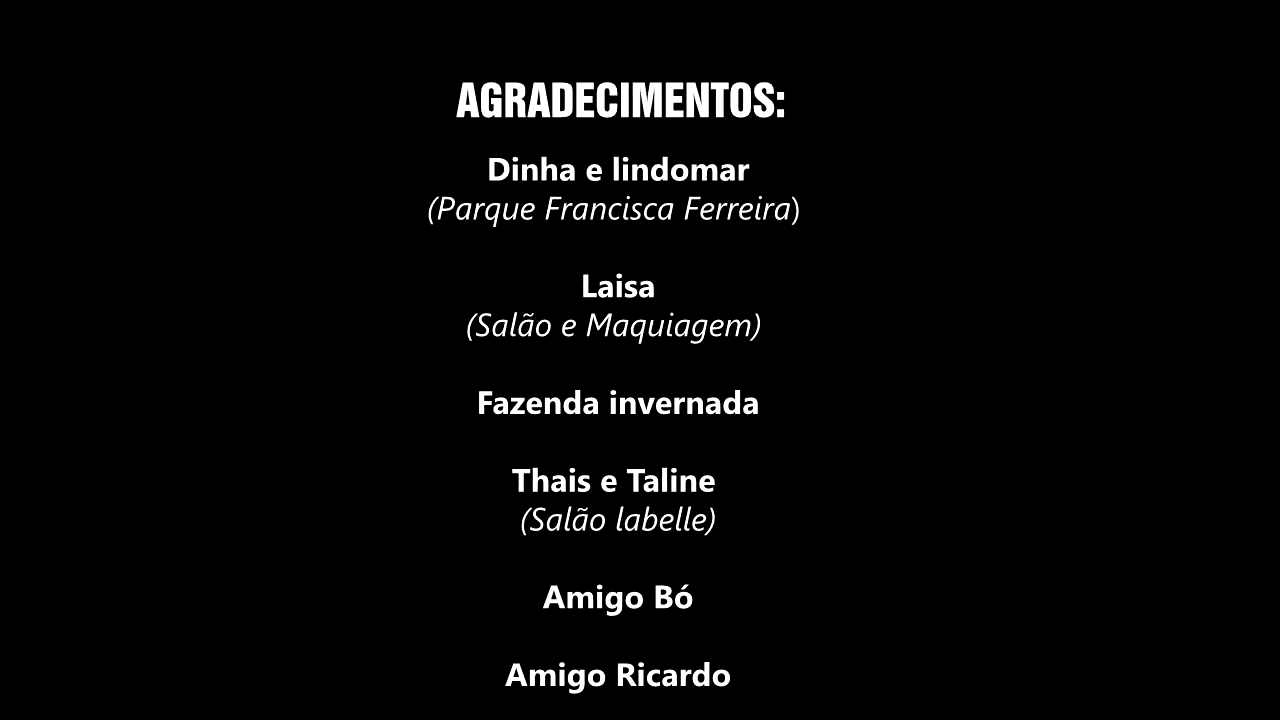 AGRADECIMENTOS:
Dinha e lindomar
(Parque Francisca Ferreira)
Laisa
(Salão e Maquiagem)
Fazenda invernada
Thais e Taline
(Salão labelle)
Amigo Bó
Amigo Ricardo